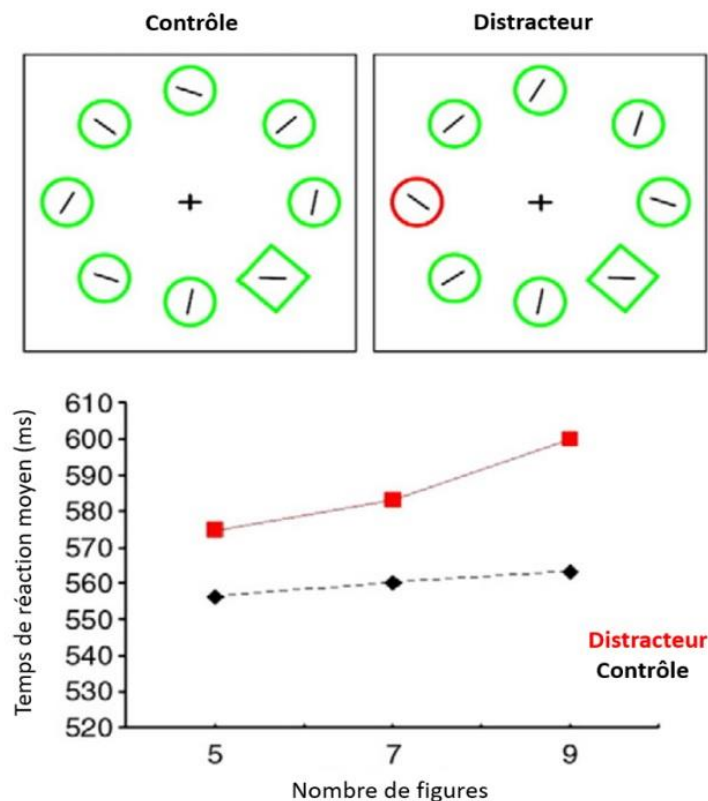 Contrôle
Distracteur
Temps de réaction moyen (ms)
610
600
590
580
570
560
550
540
530
520
Distracteur
Contrôle
5 7 9
Nombre de figures